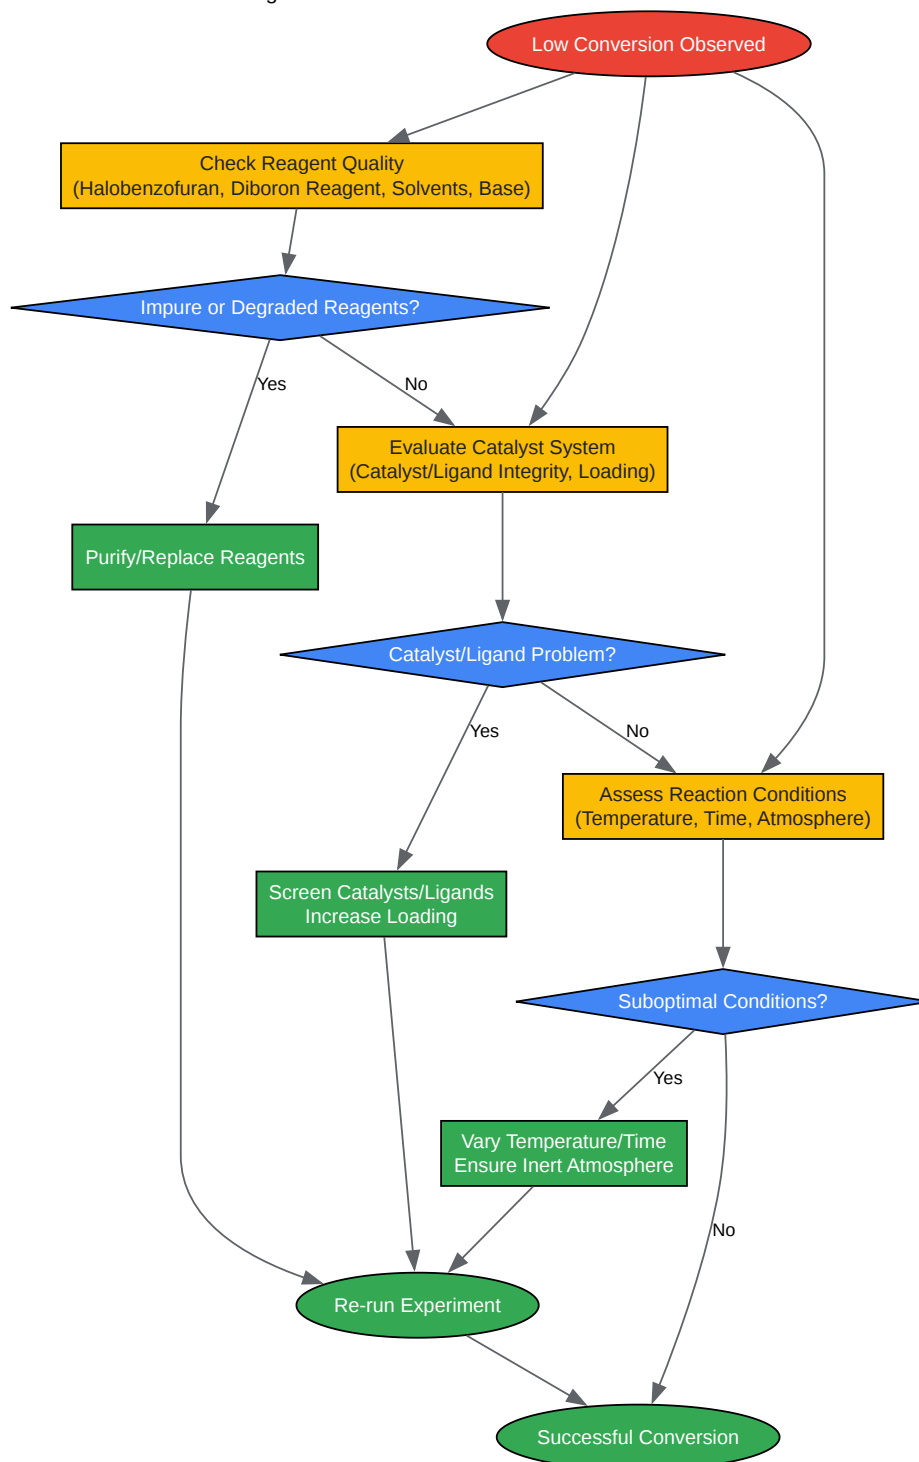 Low Conversion Observed
Check Reagent Quality
(Halobenzofuran, Diboron Reagent, Solvents, Base)
Impure or Degraded Reagents?
Yes
No
Evaluate Catalyst System
(Catalyst/Ligand Integrity, Loading)
Purify/Replace Reagents
Catalyst/Ligand Problem?
Yes
No
Assess Reaction Conditions
(Temperature, Time, Atmosphere)
Screen Catalysts/Ligands
Increase Loading
Suboptimal Conditions?
Yes
Vary Temperature/Time
Ensure Inert Atmosphere
No
Re-run Experiment
Successful Conversion